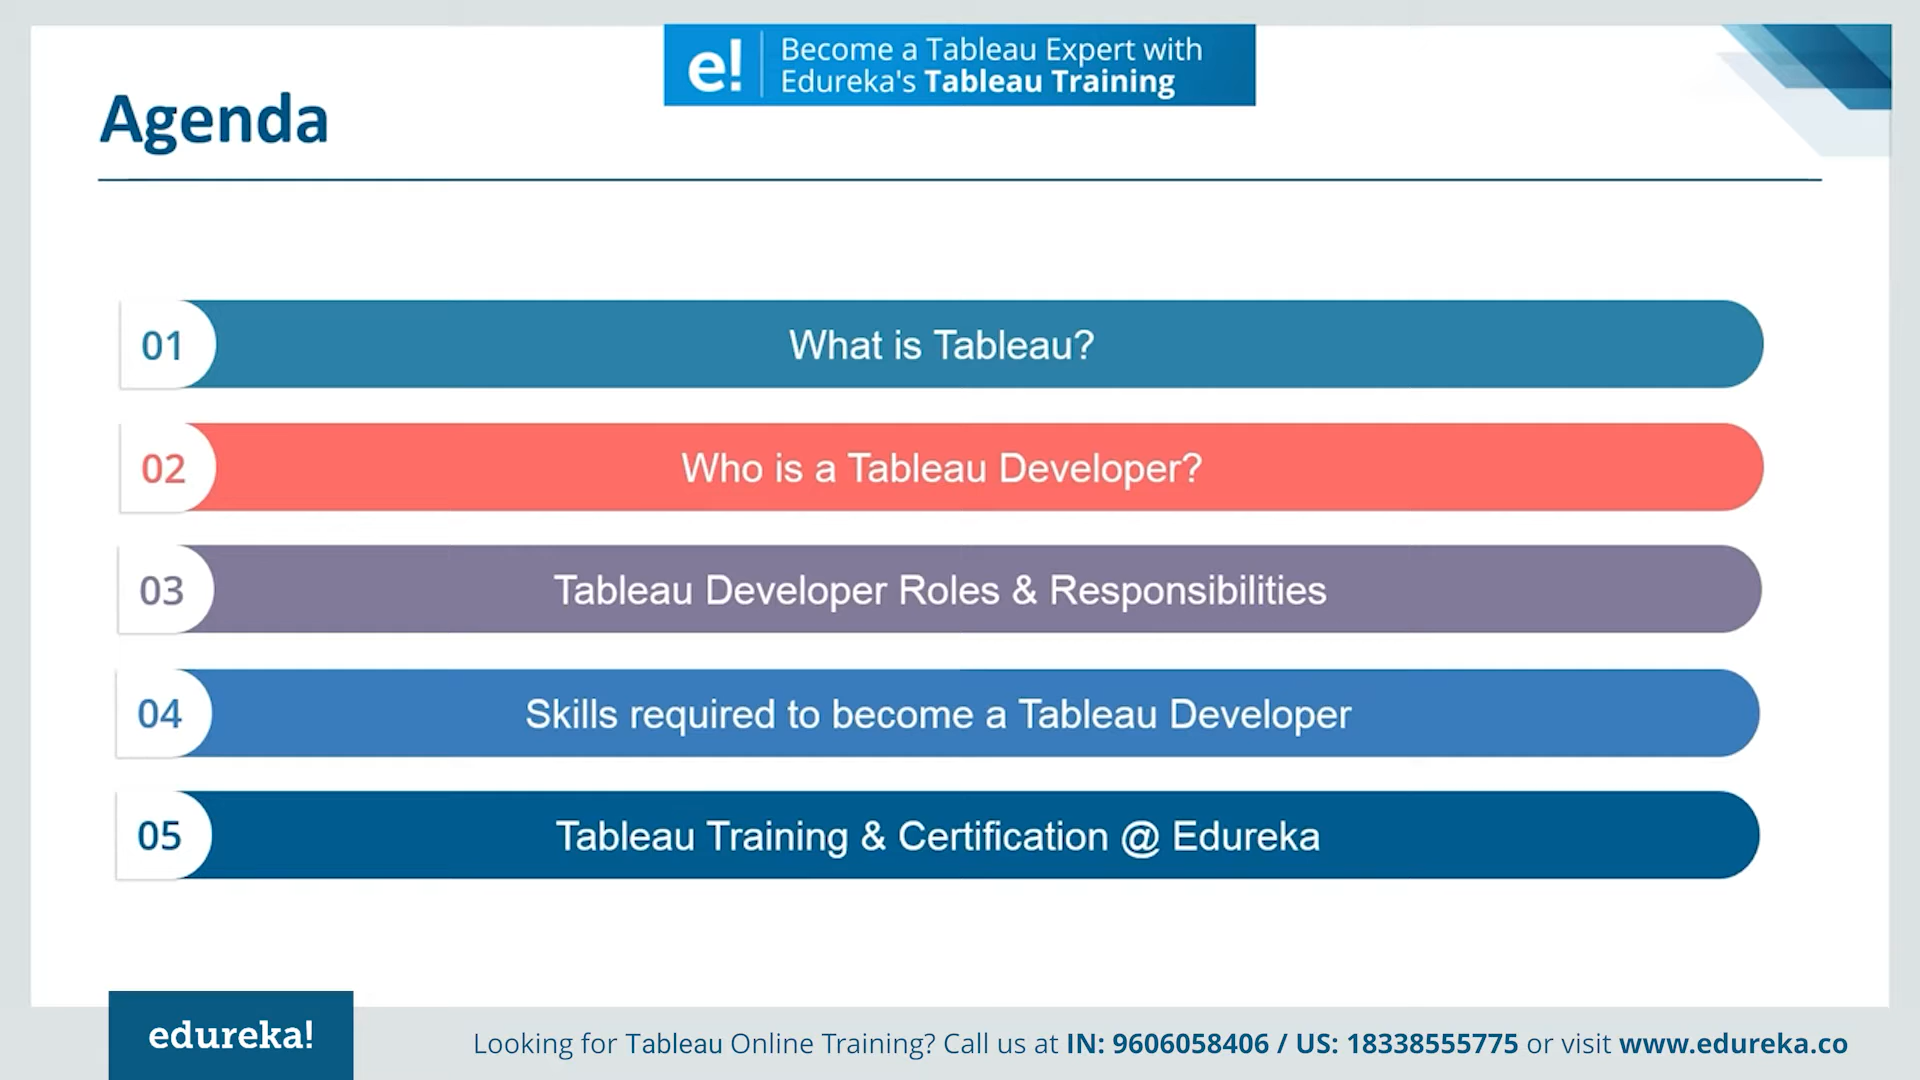 e!
Become a Tableau Expert with
Edureka's Tableau Training
Agenda
01
What is Tableau?
02
Who is a Tableau Developer?
03
Tableau Developer Roles & Responsibilities
04
Skills required to become a Tableau Developer
05
Tableau Training & Certification @ Edureka
edureka!
Looking for Tableau Online Training? Call us at IN: 9606058406 / US: 18338555775 or visit www.edureka.co